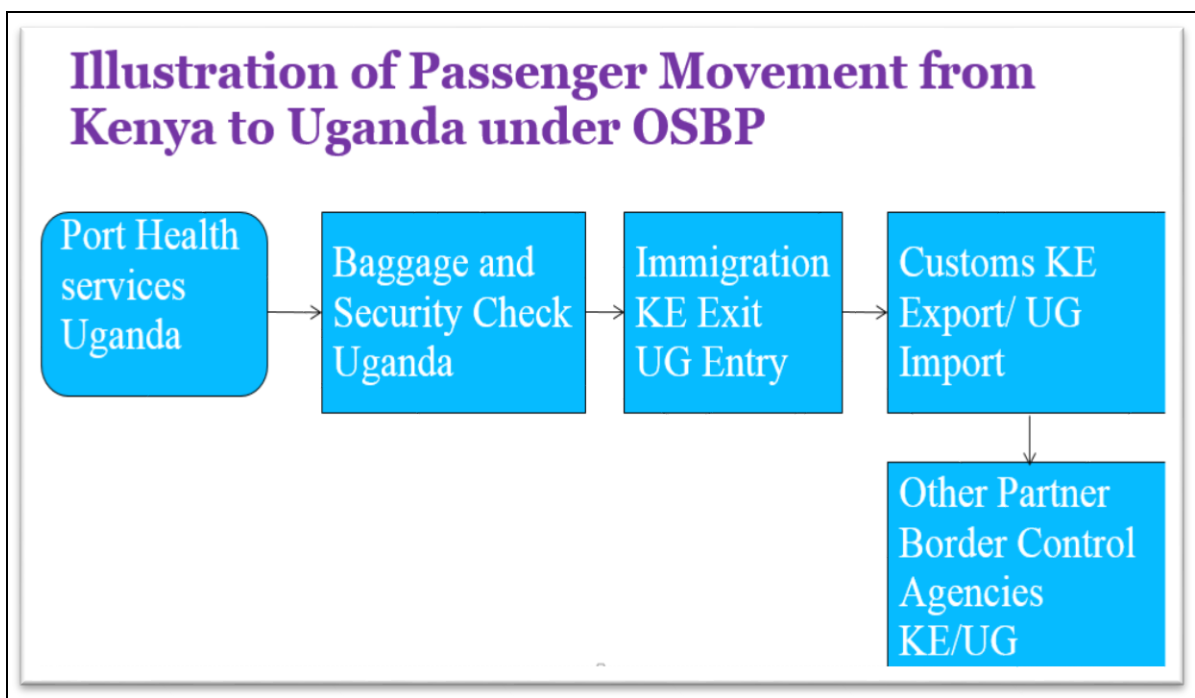 Illustration of Passenger Movement from
Kenya to Uganda under OSBP
Port Health
services
Uganda
Baggage and
Security Check
Uganda
Immigration
KE Exit
UG Entry
Customs KE
Export/ UG
Import
Other Partner
Border Control
Agencies
KE/UG